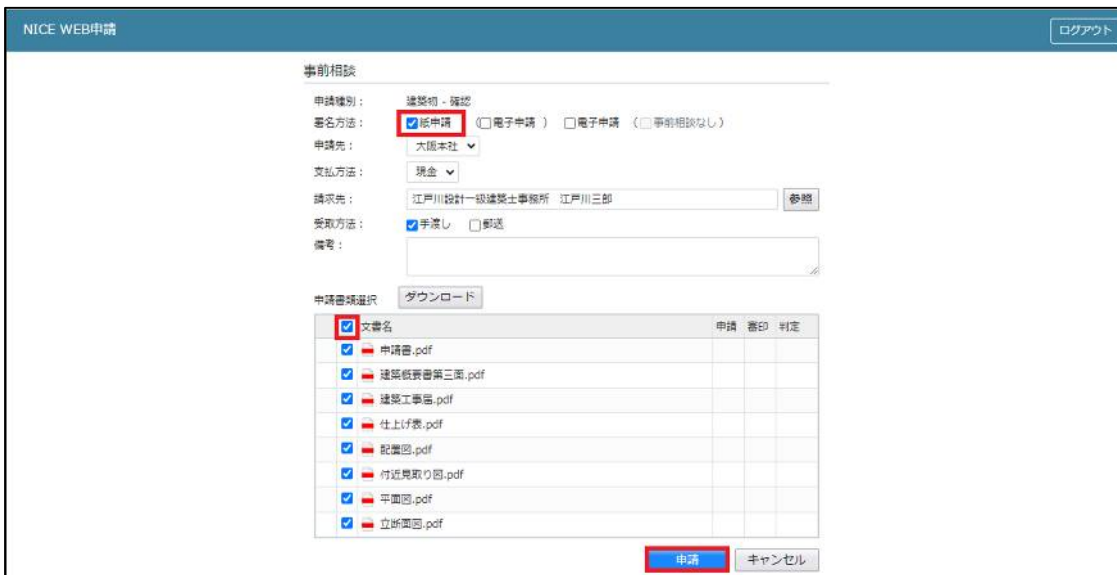 NICE WEB申請
ログアウト
事前相談
申請種別： 建築物 - 確認
署名方法： 紙申請 （ 電子申請 ） 電子申請 （ 事前相談なし ）
申請先： 大阪本社
支払方法： 現金
請求先： 江戸川設計一級建築士事務所 江戸川三郎 参照
受取方法： 手渡し 郵送
備考：
申請書類選択 ダウンロード
文書名 申請 審印 判定
申請書.pdf
建築概要書第三面.pdf
建築工事届.pdf
仕上げ表.pdf
配置図.pdf
付近見取り図.pdf
平面図.pdf
立断面図.pdf
申請 キャンセル